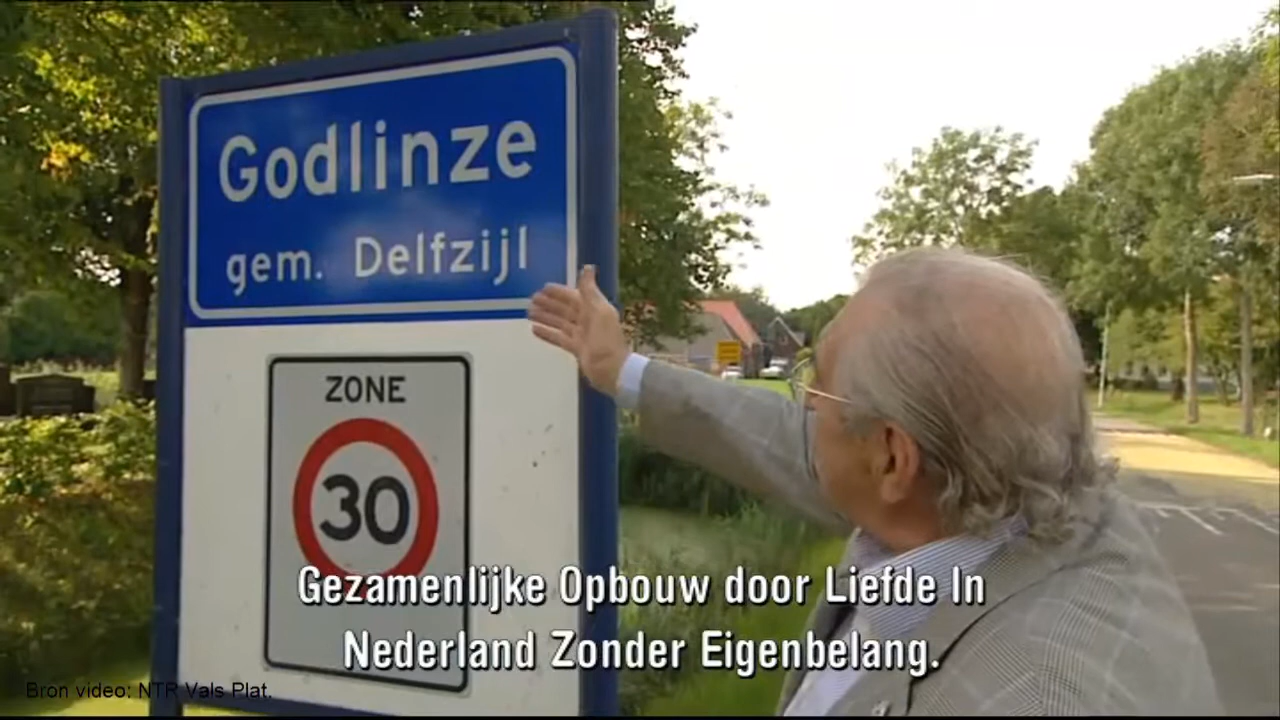 Godlinze
gem. Delfzijl
ZONE
30
Gezamenlijke Opbouw door Liefde In
Nederland Zonder Eigenbelang.
Bron video: NTR Vals Plat.